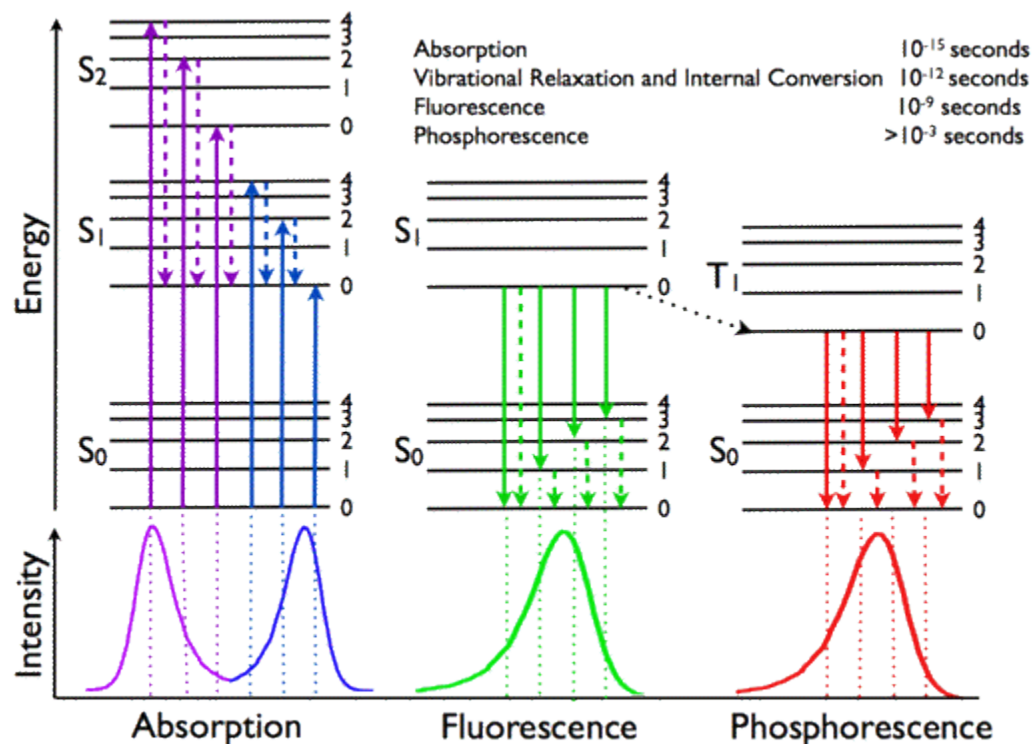 Absorption 10⁻¹⁵ seconds
Vibrational Relaxation and Internal Conversion 10⁻¹² seconds
Fluorescence 10⁻⁹ seconds
Phosphorescence >10⁻³ seconds
Energy
S₂
4
3
2
1
0
S₁
4
3
2
1
0
S₀
4
3
2
1
0
S₁
4
3
2
1
0
S₀
4
3
2
1
0
T₁
4
3
2
1
0
S₀
4
3
2
1
0
Intensity
Absorption
Fluorescence
Phosphorescence